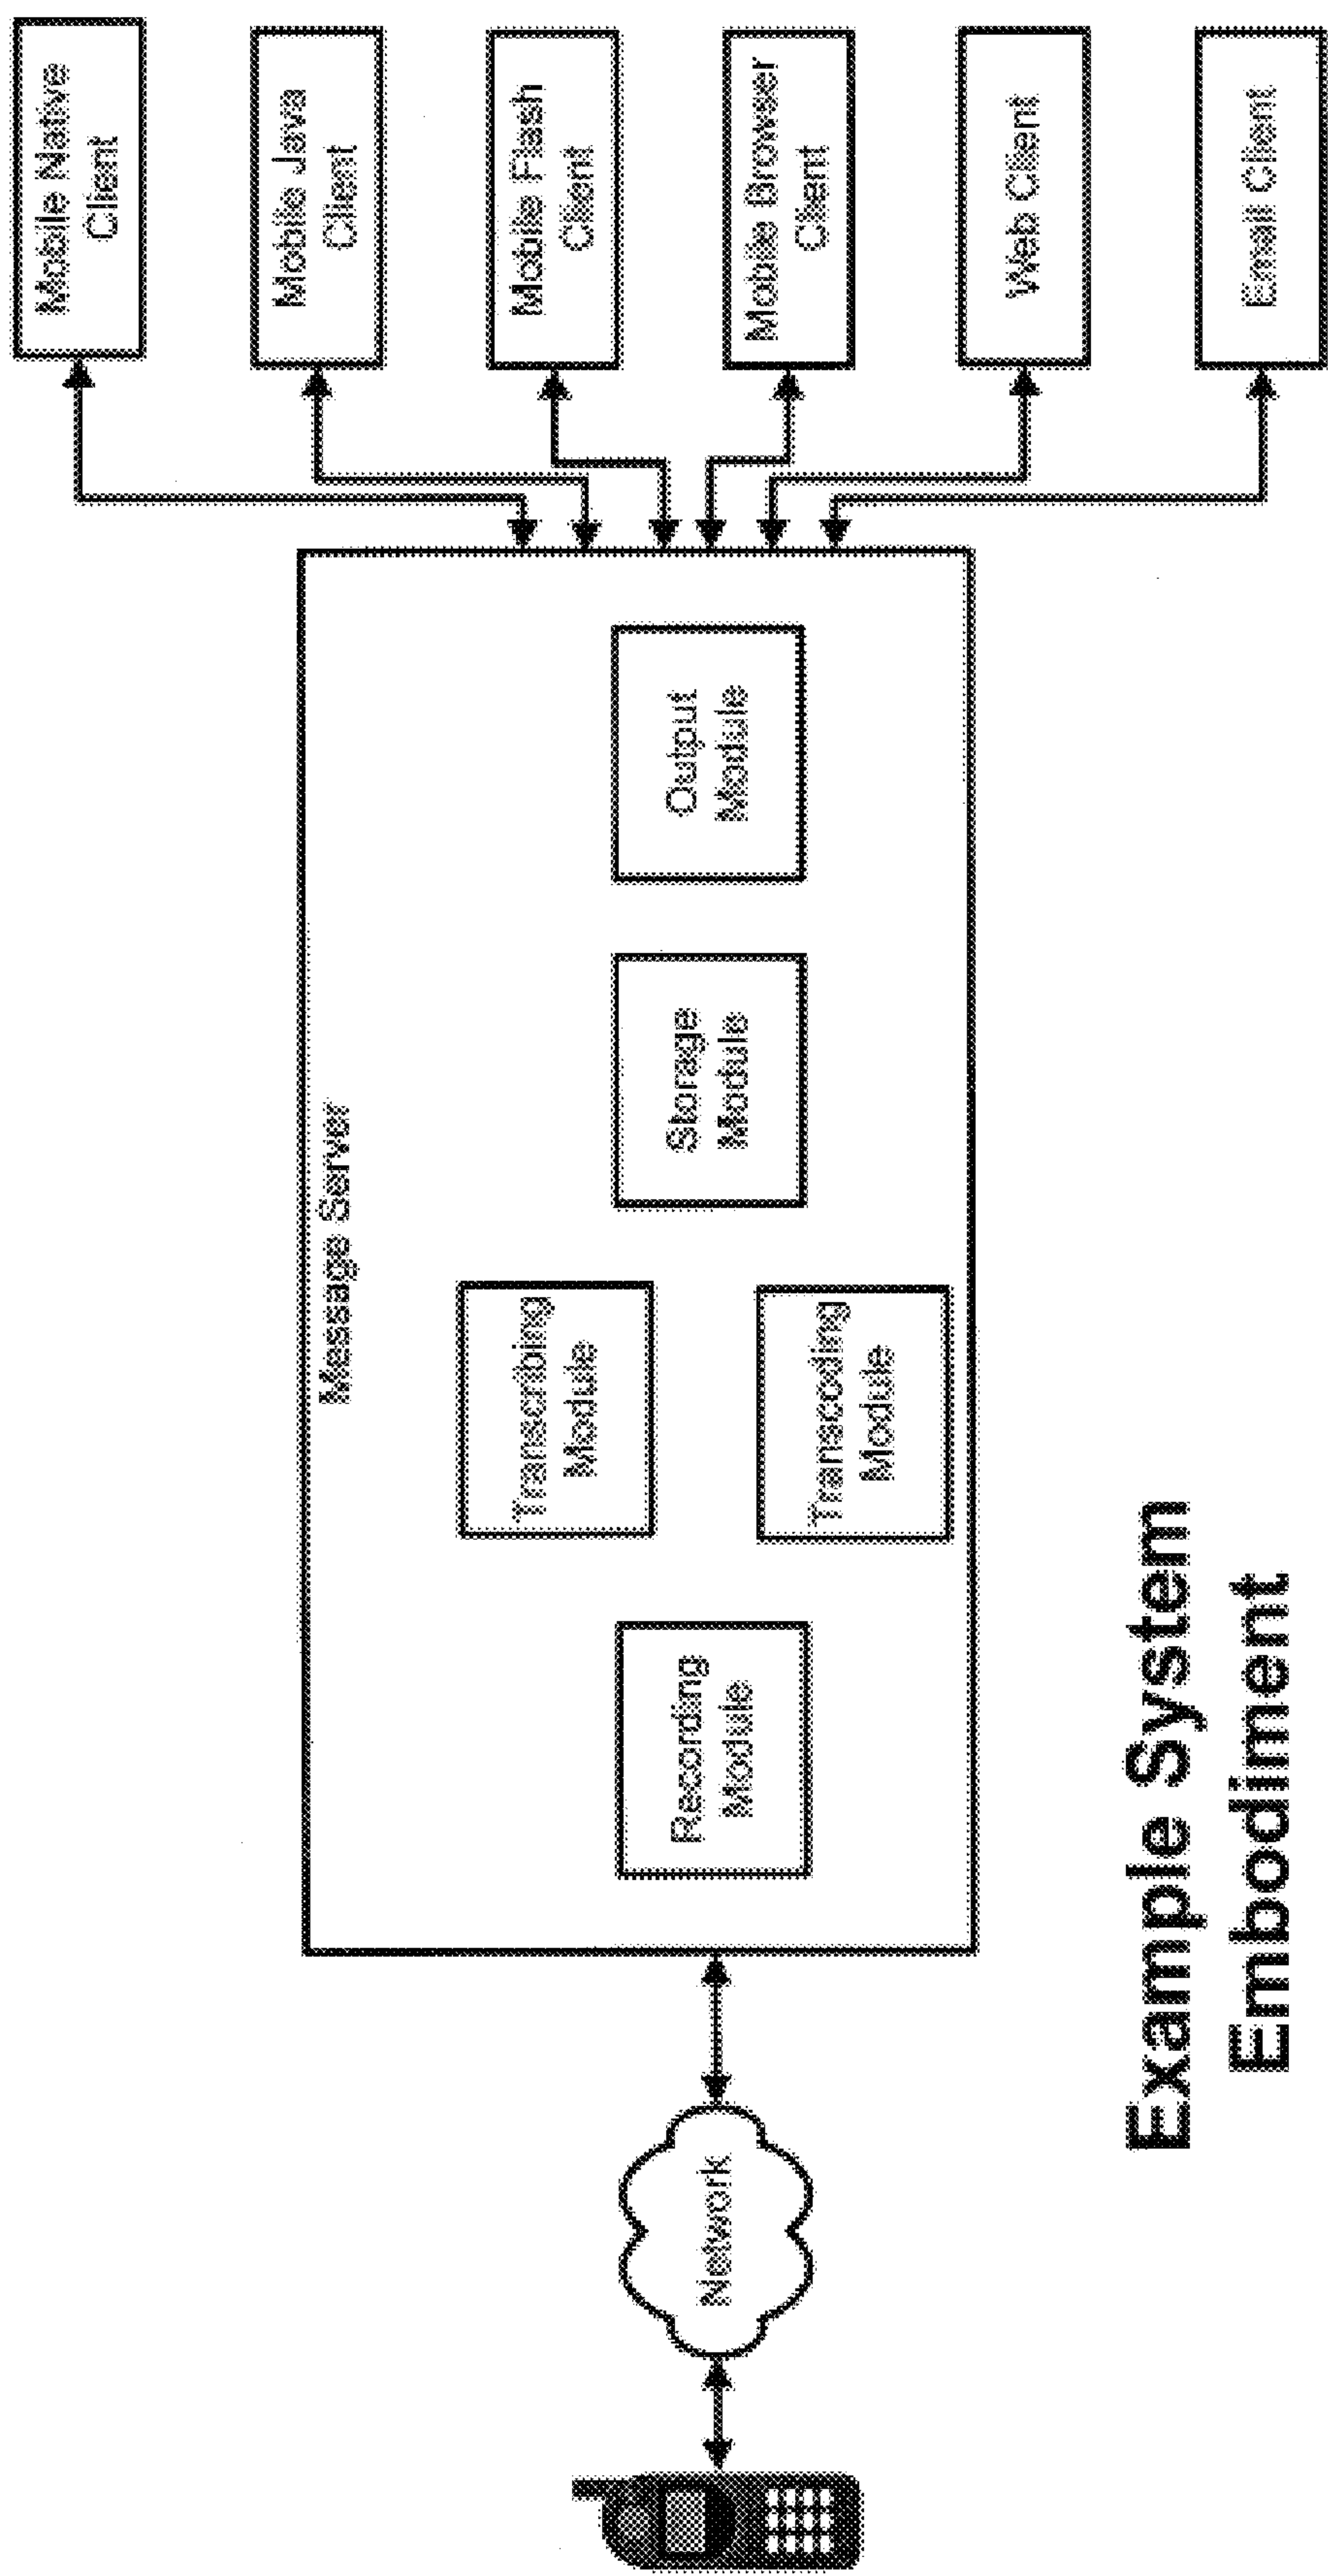 Mobile Native
Client
Mobile Java
Client
Mobile Flash
Client
Mobile Browser
Client
Web Client
Email Client
Message Server
Output
Module
Storage
Module
Transcribing
Module
Transcoding
Module
Recording
Module
Network
Example System
Embodiment